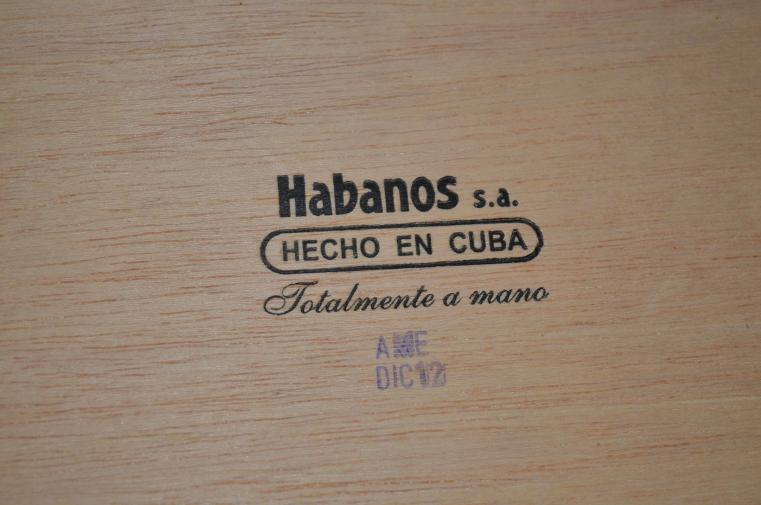 Habanos s.a.
HECHO EN CUBA
Totalmente a mano
DIC12